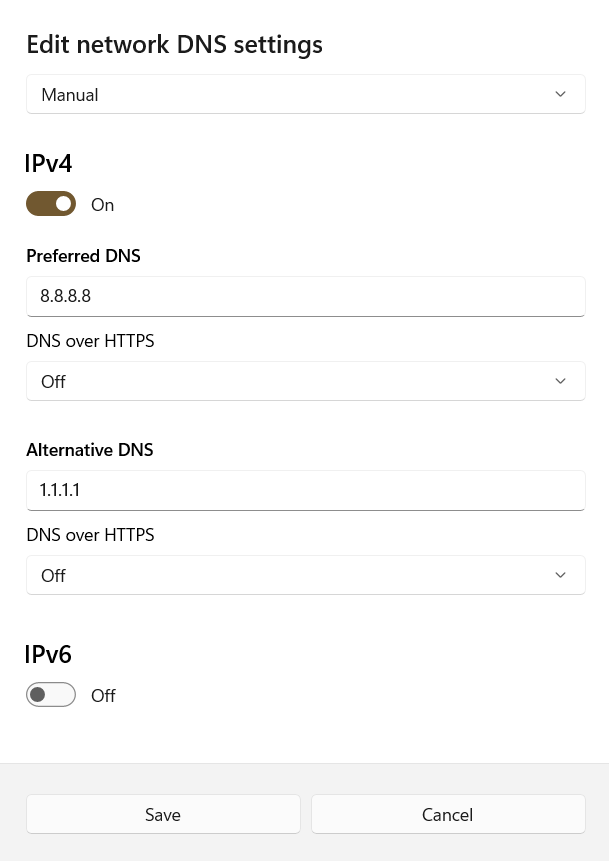 Edit network DNS settings
Manual
IPv4
On
Preferred DNS
8.8.8.8
DNS over HTTPS
Off
Alternative DNS
1.1.1.1
DNS over HTTPS
Off
IPv6
Off
Save Cancel